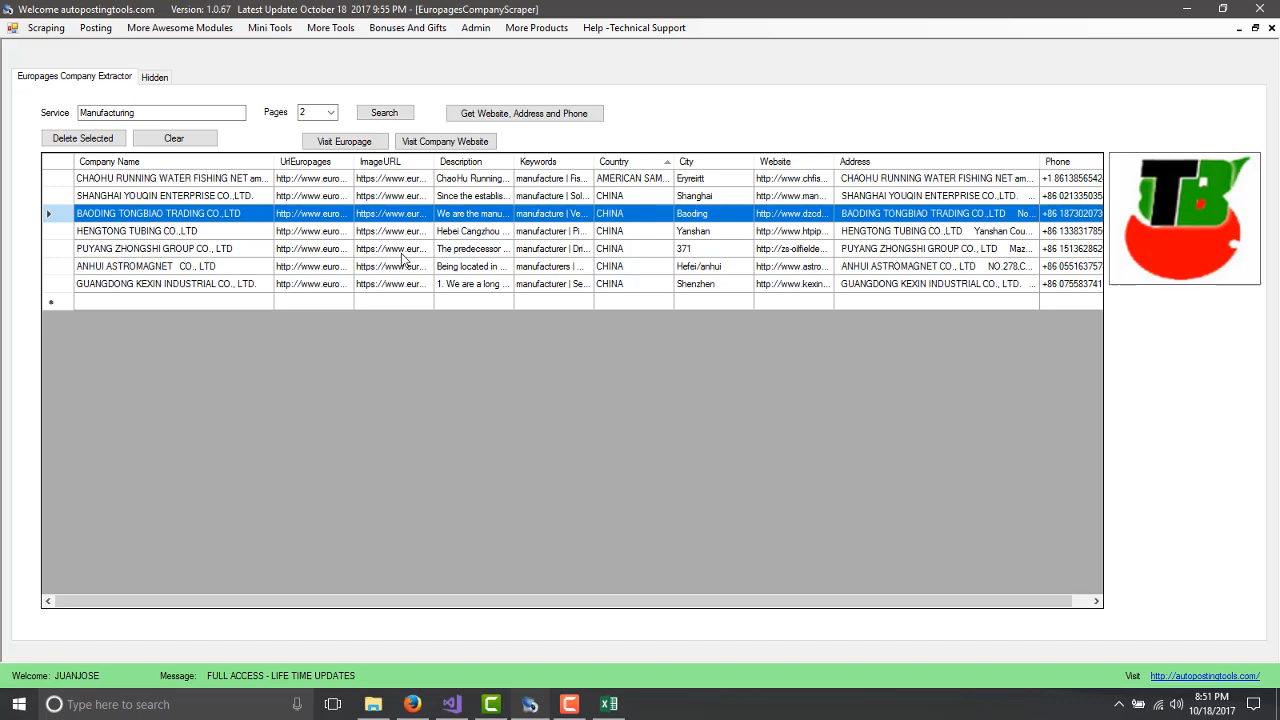 Welcome autopostingtools.com Version: 1.0.67 Latest Update: October 18 2017 9:55 PM - [EuropagesCompanyScraper]
Scraping Posting More Awesome Modules Mini Tools More Tools Bonuses And Gifts Admin More Products Help -Technical Support
Europages Company Extractor Hidden
Service Manufacturing Pages 2 Search Get Website, Address and Phone
Delete Selected Clear Visit Europage Visit Company Website
Company Name UrlEuropages ImageURL Description Keywords Country City Website Address Phone
CHAOHU RUNNING WATER FISHING NET am... http://www.euro... https://www.eur... ChaoHu Running... manufacture | Fis... AMERICAN SAM... Eryreirtt http://www.chfis... CHAOHU RUNNING WATER FISHING NET am... +1 8613856542
SHANGHAI YOUQIN ENTERPRISE CO.,LTD. http://www.euro... https://www.eur... Since the establis... manufacture | Sol... CHINA Shanghai http://www.man... SHANGHAI YOUQIN ENTERPRISE CO.,LTD. ... +86 021335035
BAODING TONGBIAO TRADING CO.,LTD http://www.euro... https://www.eur... We are the manu... manufacture | Ve... CHINA Baoding http://www.dzcd... BAODING TONGBIAO TRADING CO.,LTD No... +86 187302073
HENGTONG TUBING CO.,LTD http://www.euro... https://www.eur... Hebei Cangzhou ... manufacture | Pi... CHINA Yanshan http://www.htpip... HENGTONG TUBING CO.,LTD Yanshan Cou... +86 133831785
PUYANG ZHONGSHI GROUP CO., LTD http://www.euro... https://www.eur... The predecessor ... manufacture | Dri... CHINA 371 http://zs-oilfielde... PUYANG ZHONGSHI GROUP CO., LTD Maz... +86 151362862
ANHUI ASTROMAGNET CO., LTD http://www.euro... https://www.eur... Being located in ... manufacturers | ... CHINA Hefei/anhui http://www.astro... ANHUI ASTROMAGNET CO., LTD NO.278,C... +86 055163757
GUANGDONG KEXIN INDUSTRIAL CO., LTD. http://www.euro... https://www.eur... 1. We are a long ... manufacturer | Se... CHINA Shenzhen http://www.kexin... GUANGDONG KEXIN INDUSTRIAL CO., LTD. ... +86 075583741
TB
Welcome: JUANJOSE Message: FULL ACCESS - LIFE TIME UPDATES Visit http://autopostingtools.com/
Type here to search
8:51 PM
10/18/2017